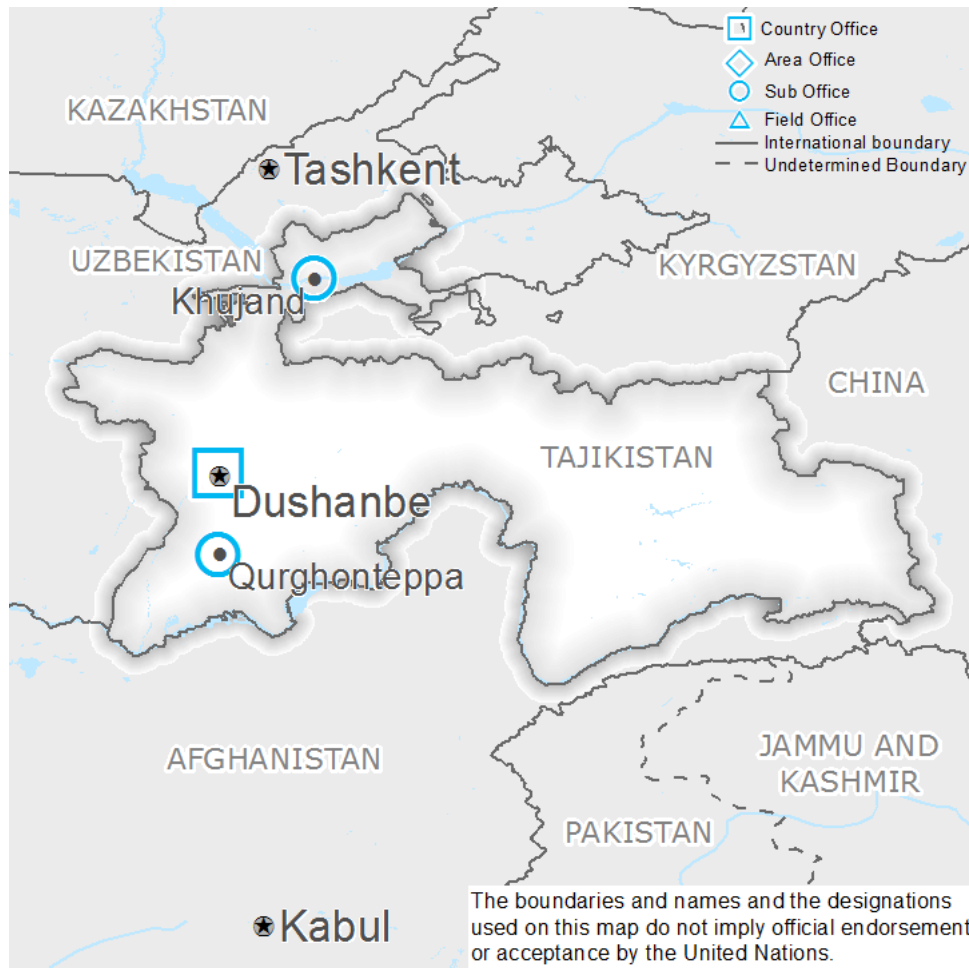 Country Office
Area Office
Sub Office
Field Office
International boundary
Undetermined Boundary
KAZAKHSTAN
Tashkent
UZBEKISTAN
KYRGYZSTAN
Khujand
CHINA
TAJIKISTAN
Dushanbe
Qurghonteppa
AFGHANISTAN
JAMMU AND
KASHMIR
PAKISTAN
Kabul
The boundaries and names and the designations
used on this map do not imply official endorsement
or acceptance by the United Nations.